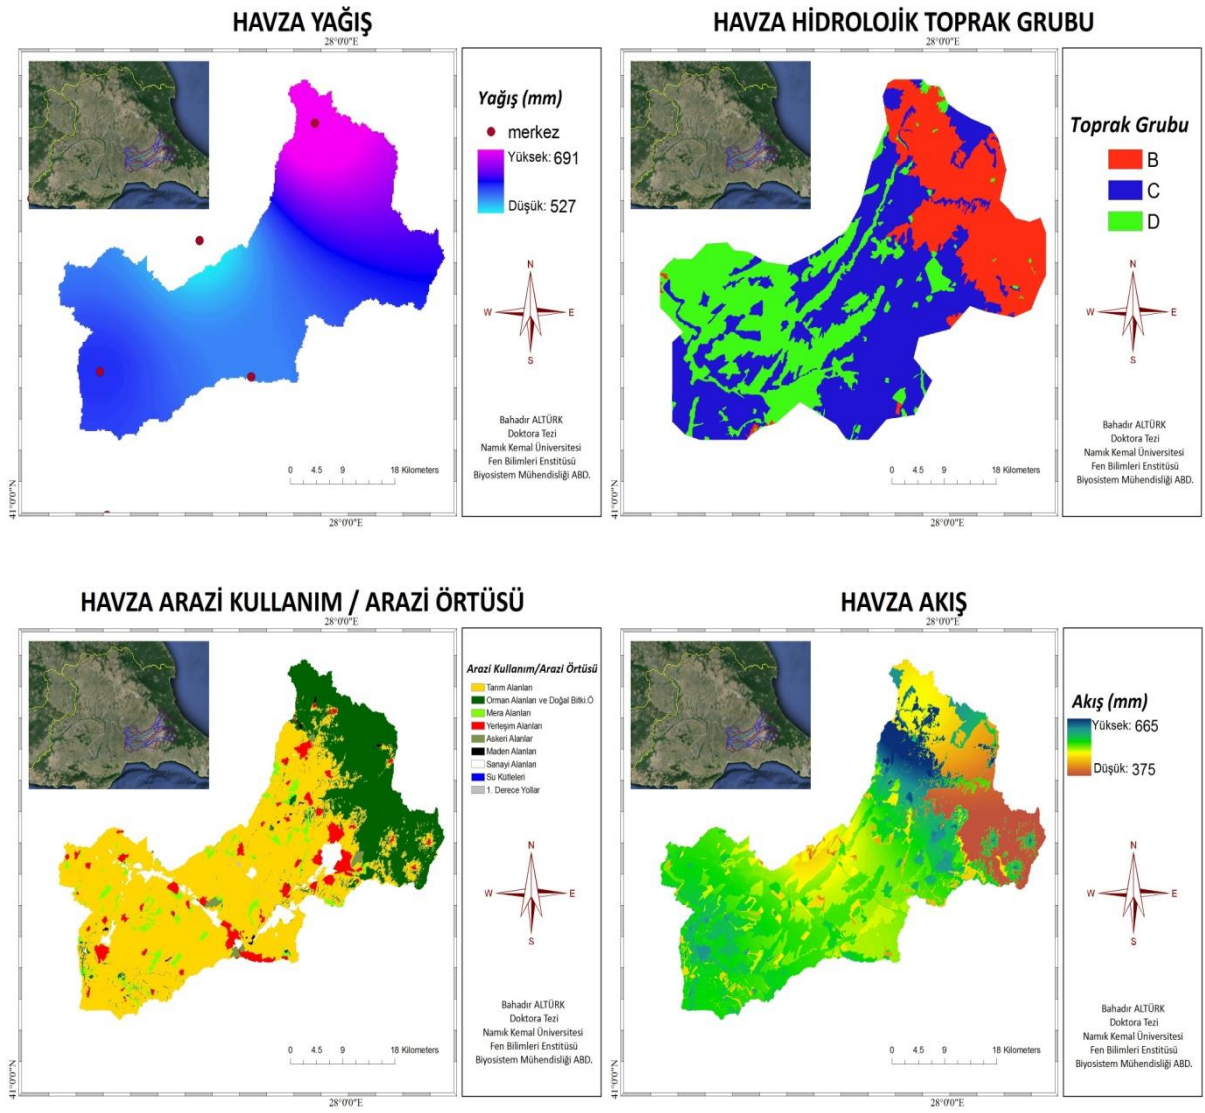 HAVZA YAĞIŞ
28°0'0"E
Yağış (mm)
merkez
Yüksek: 691
Düşük: 527
N
W E
S
Bahadır ALTÜRK
Doktora Tezi
Namık Kemal Üniversitesi
Fen Bilimleri Enstitüsü
Biyosistem Mühendisliği ABD.
0 4.5 9 18 Kilometers
41°0'0"N
28°0'0"E
HAVZA HİDROLOJİK TOPRAK GRUBU
28°0'0"E
Toprak Grubu
B
C
D
N
W E
S
Bahadır ALTÜRK
Doktora Tezi
Namık Kemal Üniversitesi
Fen Bilimleri Enstitüsü
Biyosistem Mühendisliği ABD.
0 4.5 9 18 Kilometers
41°0'0"N
28°0'0"E
HAVZA ARAZİ KULLANIM / ARAZİ ÖRTÜSÜ
28°0'0"E
Arazi Kullanım/Arazi Örtüsü
Tarım Alanları
Orman Alanları ve Doğal Bitki Ö
Mera Alanları
Yerleşim Alanları
Askeri Alanlar
Maden Alanları
Sanayi Alanları
Su Kütleleri
1. Derece Yollar
N
W E
S
Bahadır ALTÜRK
Doktora Tezi
Namık Kemal Üniversitesi
Fen Bilimleri Enstitüsü
Biyosistem Mühendisliği ABD.
0 4.5 9 18 Kilometers
41°0'0"N
28°0'0"E
HAVZA AKIŞ
28°0'0"E
Akış (mm)
Yüksek: 665
Düşük: 375
N
W E
S
Bahadır ALTÜRK
Doktora Tezi
Namık Kemal Üniversitesi
Fen Bilimleri Enstitüsü
Biyosistem Mühendisliği ABD.
0 4.5 9 18 Kilometers
41°0'0"N
28°0'0"E